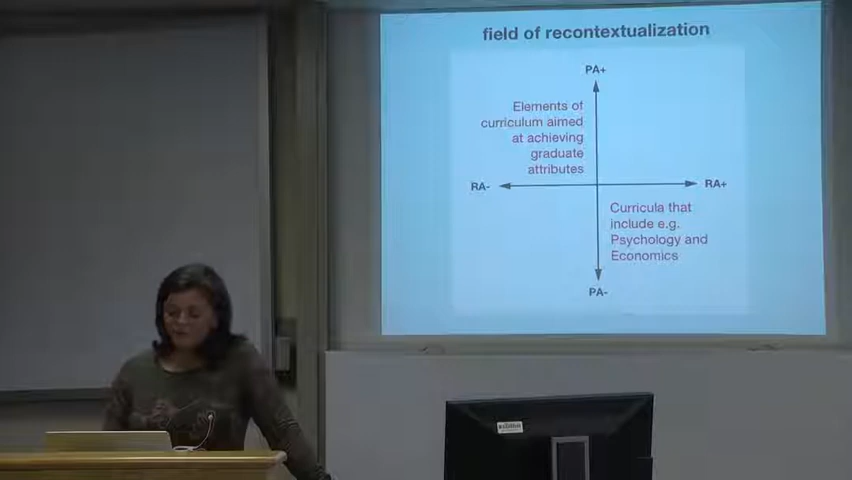 field of recontextualization
PA+
Elements of
curriculum aimed
at achieving
graduate
attributes
RA-
RA+
Curricula that
include e.g.
Psychology and
Economics
PA-